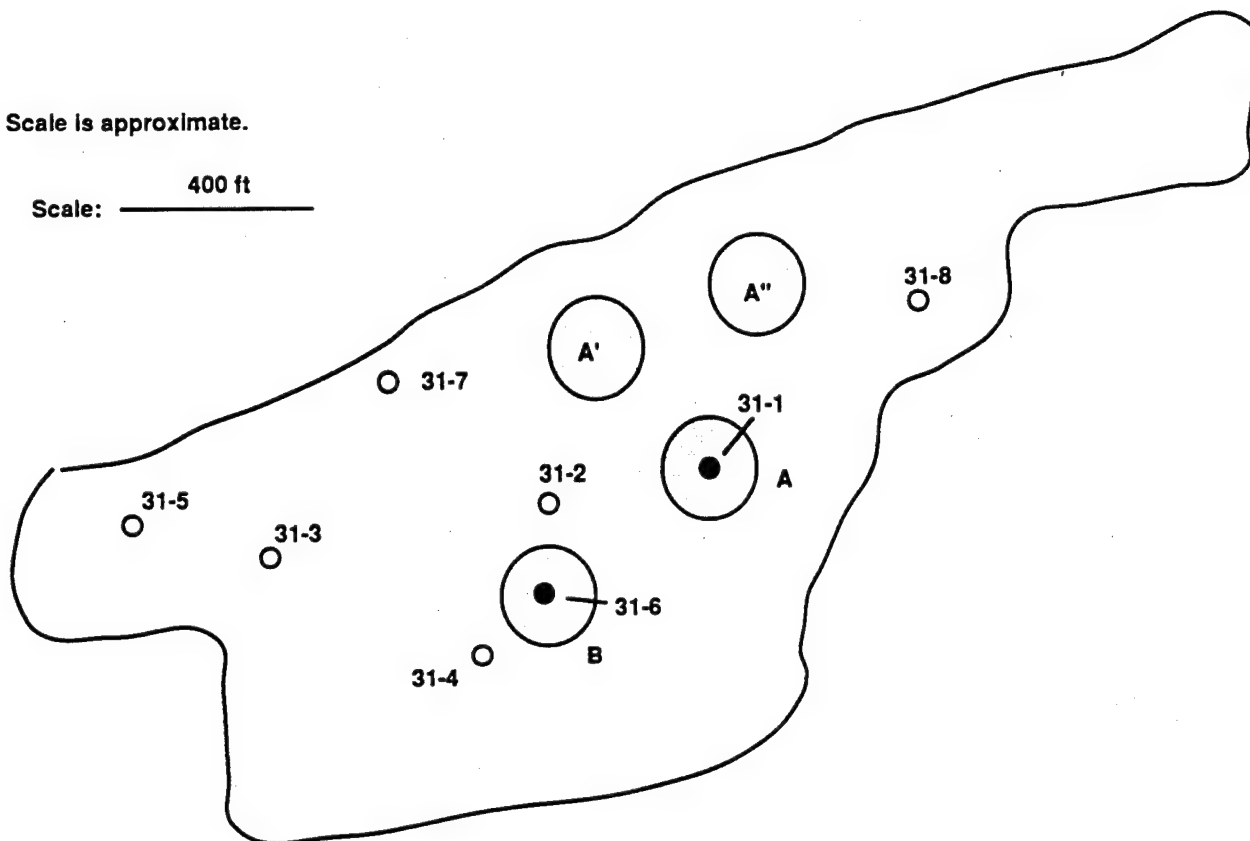 Scale is approximate.
400 ft
Scale:
31-8
A"
A'
31-7
31-1
31-2
A
31-5
31-3
31-6
B
31-4